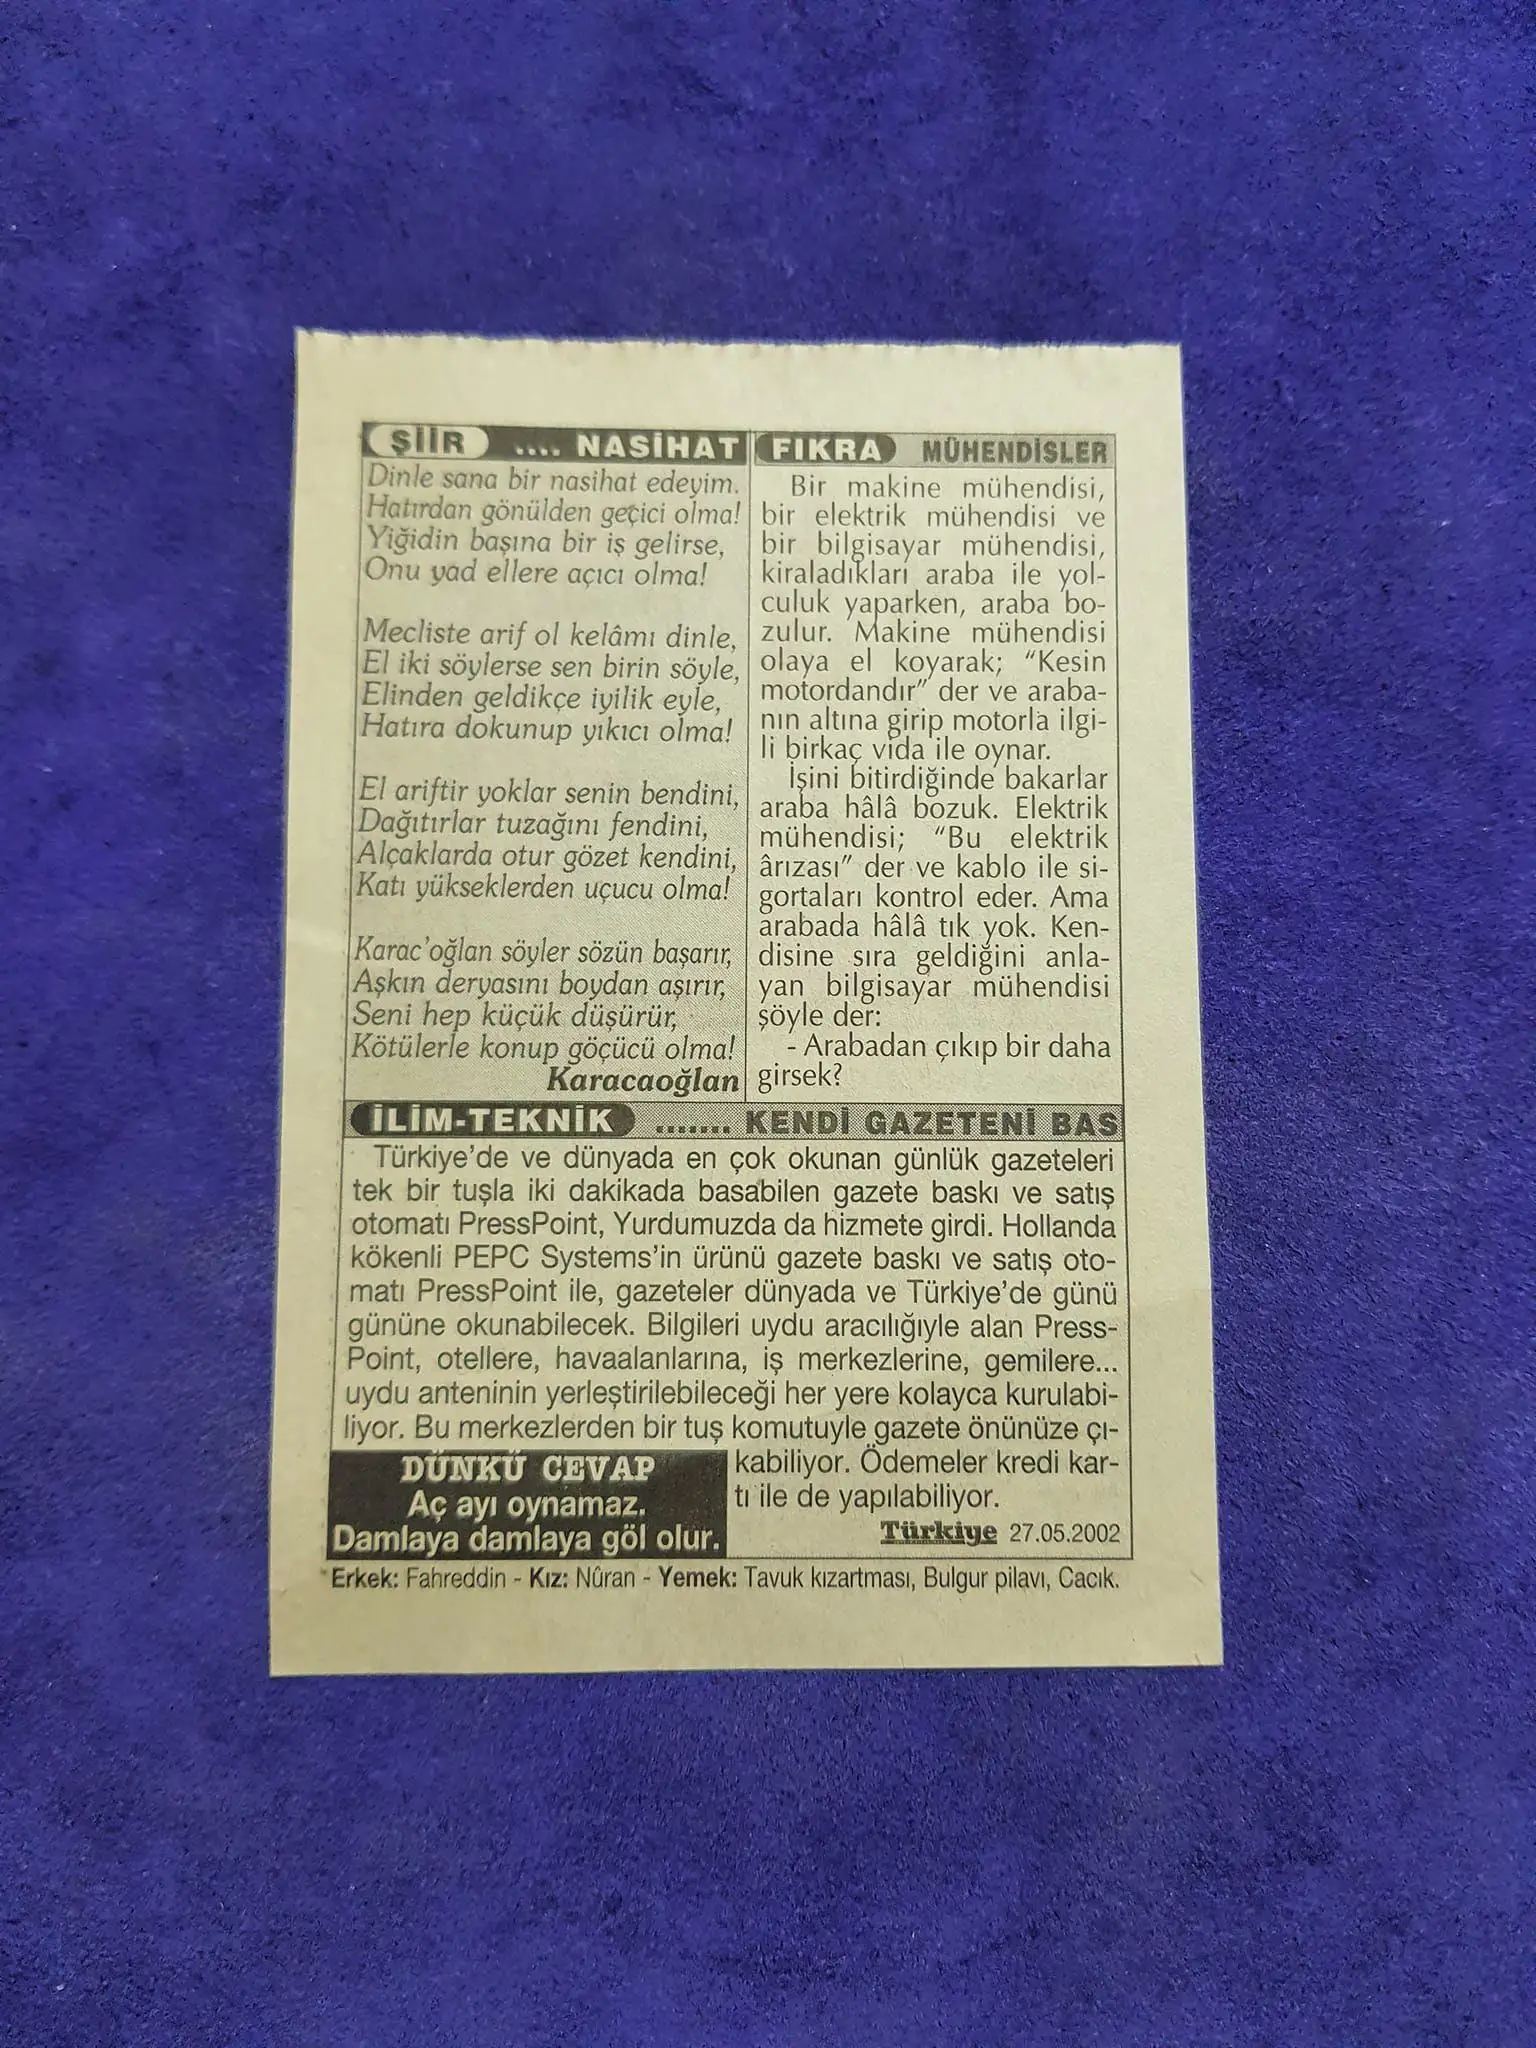 ŞİİR .... NASİHAT
Dinle sana bir nasihat edeyim.
Hatırdan gönülden geçici olma!
Yiğidin başına bir iş gelirse,
Onu yad ellere açıcı olma!
Mecliste arif ol kelâmı dinle,
El iki söylerse sen birin söyle,
Elinden geldikçe iyilik eyle,
Hatıra dokunup yıkıcı olma!
El ariftir yoklar senin bendini,
Dağıtırlar tuzağını fendini,
Alçaklarda otur gözet kendini,
Katı yükseklerden uçucu olma!
Karac'oğlan söyler sözün başarır,
Aşkın deryasını boydan aşırır,
Seni hep küçük düşürür,
Kötülerle konup göçücü olma!
Karacaoğlan
FIKRA MÜHENDİSLER
Bir makine mühendisi,
bir elektrik mühendisi ve
bir bilgisayar mühendisi,
kiraladıkları araba ile yol-
culuk yaparken, araba bo-
zulur. Makine mühendisi
olaya el koyarak; “Kesin
motordandır” der ve araba-
nın altına girip motorla ilgi-
li birkaç vida ile oynar.
İşini bitirdiğinde bakarlar
araba hâlâ bozuk. Elektrik
mühendisi; “Bu elektrik
ârızası” der ve kablo ile si-
gortaları kontrol eder. Ama
arabada hâlâ tık yok. Ken-
disine sıra geldiğini anla-
yan bilgisayar mühendisi
şöyle der:
- Arabadan çıkıp bir daha
girsek?
İLİM-TEKNİK ....... KENDİ GAZETENİ BAS
Türkiye'de ve dünyada en çok okunan günlük gazeteleri
tek bir tuşla iki dakikada basabilen gazete baskı ve satış
otomatı PressPoint, Yurdumuzda da hizmete girdi. Hollanda
kökenli PEPC Systems'in ürünü gazete baskı ve satış oto-
matı PressPoint ile, gazeteler dünyada ve Türkiye'de günü
gününe okunabilecek. Bilgileri uydu aracılığıyle alan Press-
Point, otellere, havaalanlarına, iş merkezlerine, gemilere...
uydu anteninin yerleştirilebileceği her yere kolayca kurulabi-
liyor. Bu merkezlerden bir tuş komutuyle gazete önünüze çı-
kabiliyor. Ödemeler kredi kar-
tı ile de yapılabiliyor.
Türkiye 27.05.2002
DÜNKÜ CEVAP
Aç ayı oynamaz.
Damlaya damlaya göl olur.
Erkek: Fahreddin - Kız: Nûran - Yemek: Tavuk kızartması, Bulgur pilavı, Cacık.